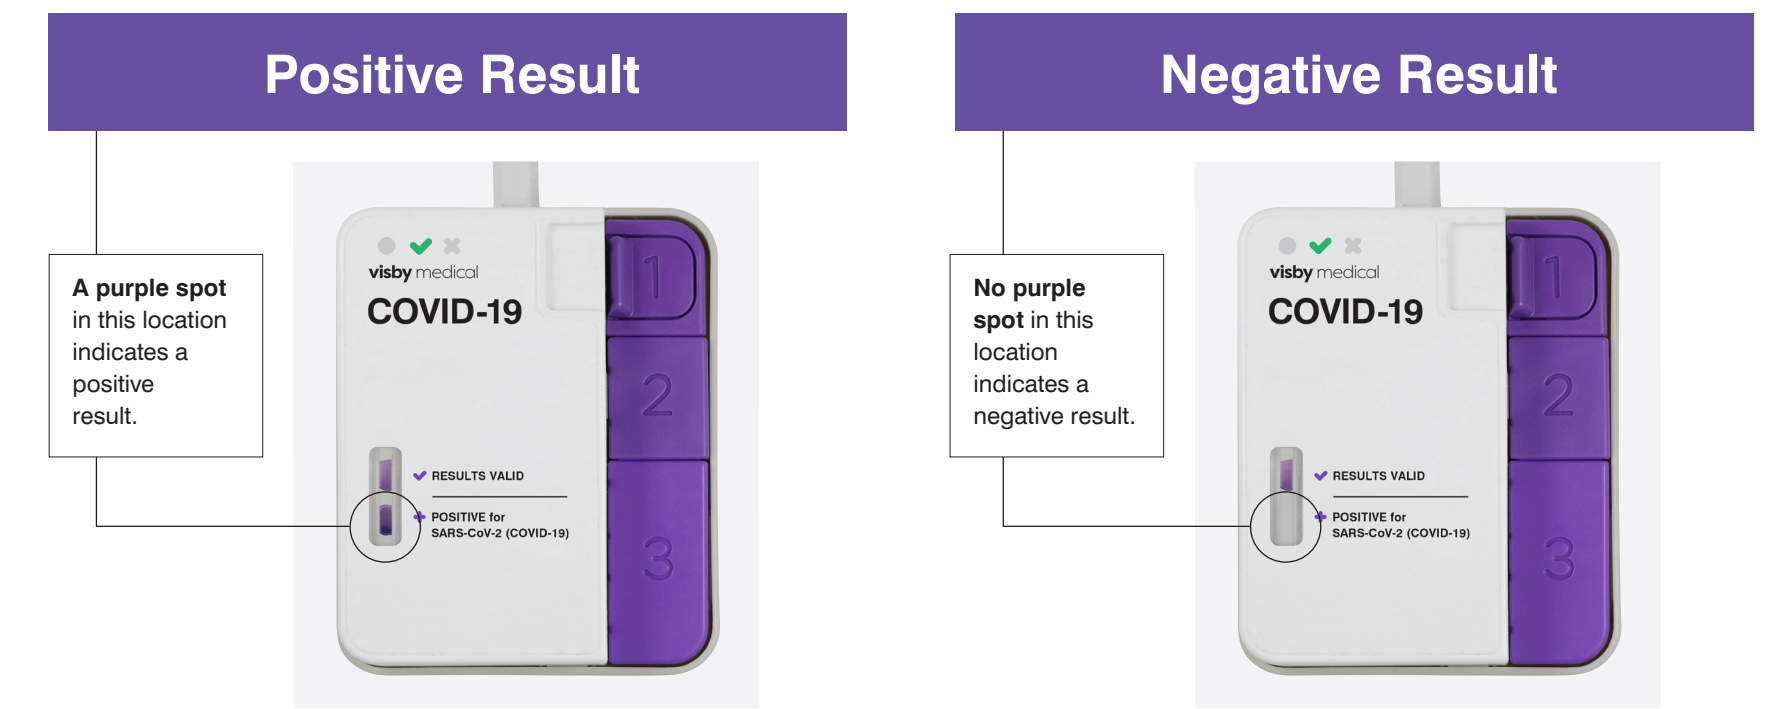 Positive Result
A purple spot
in this location
indicates a
positive
result.
visby medical
COVID-19
1
2
3
RESULTS VALID
POSITIVE for
SARS-CoV-2 (COVID-19)
Negative Result
No purple
spot in this
location
indicates a
negative result.
visby medical
COVID-19
1
2
3
RESULTS VALID
POSITIVE for
SARS-CoV-2 (COVID-19)